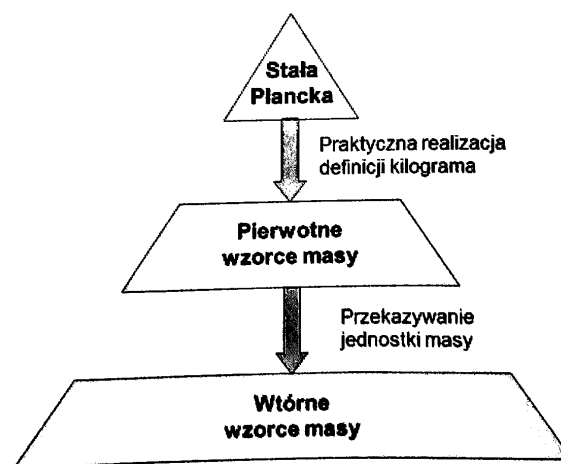 Stała
Plancka
Praktyczna realizacja
definicji kilograma
Pierwotne
wzorce masy
Przekazywanie
jednostki masy
Wtórne
wzorce masy